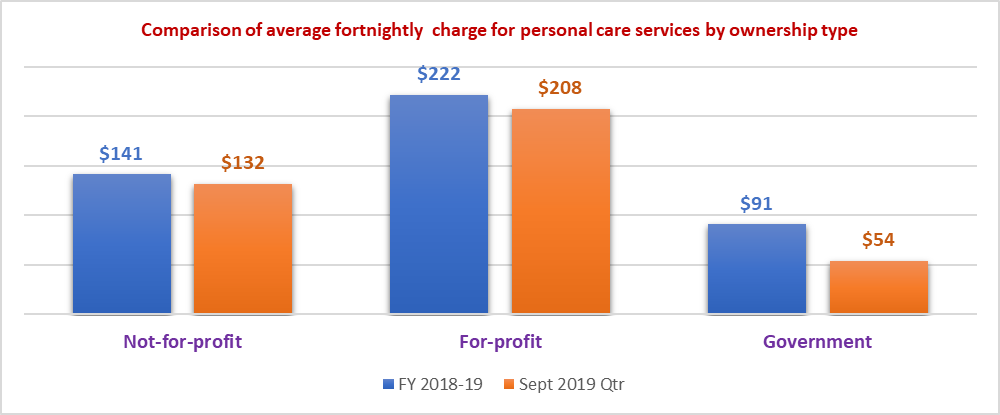 Comparison of average fortnightly charge for personal care services by ownership type
$222
$208
$141
$132
$91
$54
Not-for-profit
For-profit
Government
FY 2018-19
Sept 2019 Qtr